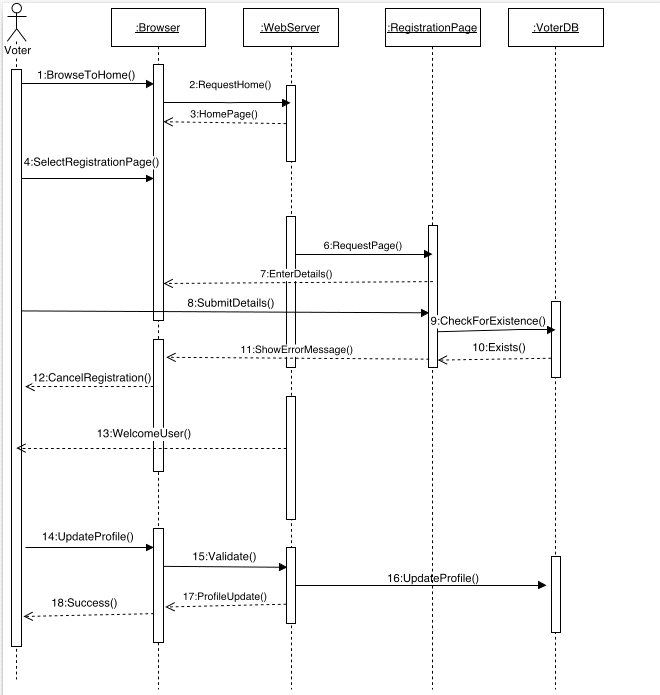 :Browser
:WebServer
:RegistrationPage
:VoterDB
Voter
1:BrowseToHome()
2:RequestHome()
3:HomePage()
4:SelectRegistrationPage()
6:RequestPage()
7:EnterDetails()
8:SubmitDetails()
9:CheckForExistence()
10:Exists()
11:ShowErrorMessage()
12:CancelRegistration()
13:WelcomeUser()
14:UpdateProfile()
15:Validate()
16:UpdateProfile()
17:ProfileUpdate()
18:Success()